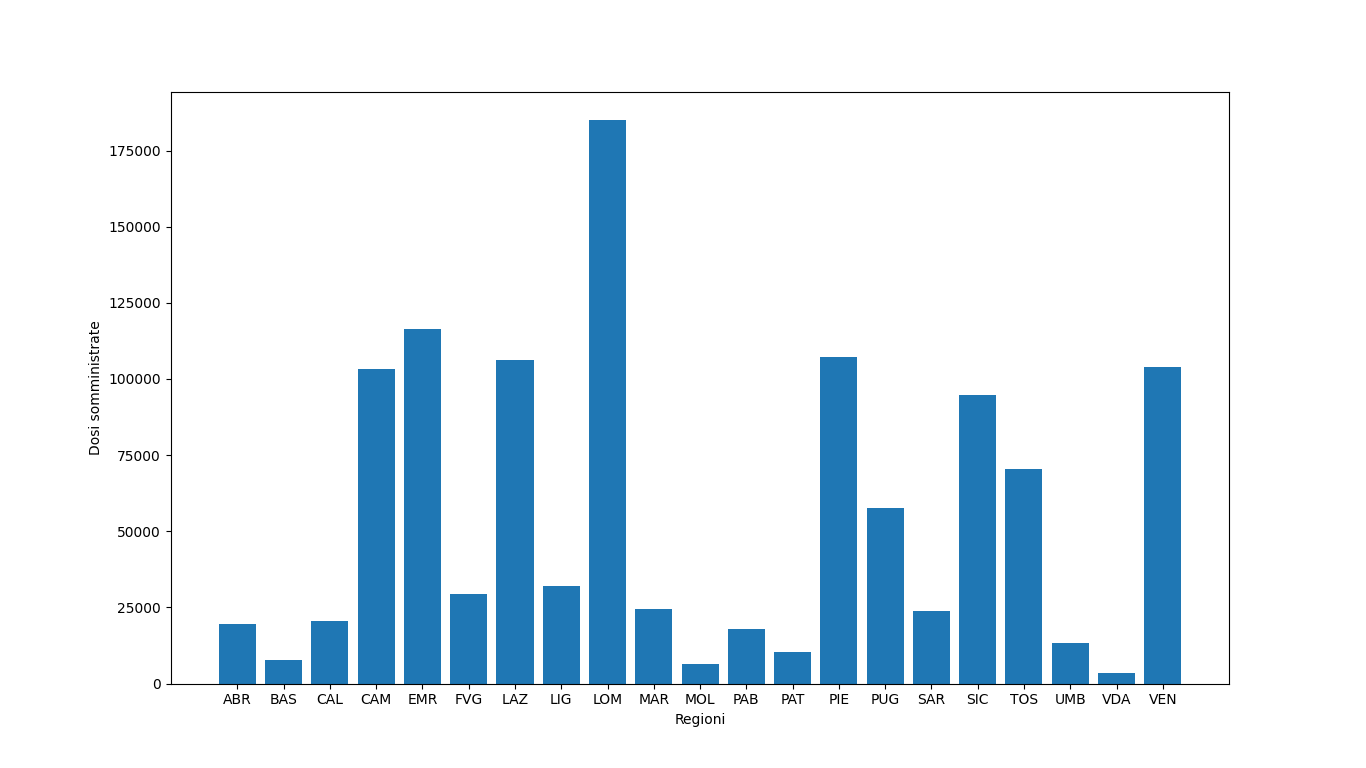 175000
150000
125000
100000
75000
50000
25000
0
Dosi somministrate
ABR BAS CAL CAM EMR FVG LAZ LIG LOM MAR MOL PAB PAT PIE PUG SAR SIC TOS UMB VDA VEN
Regioni